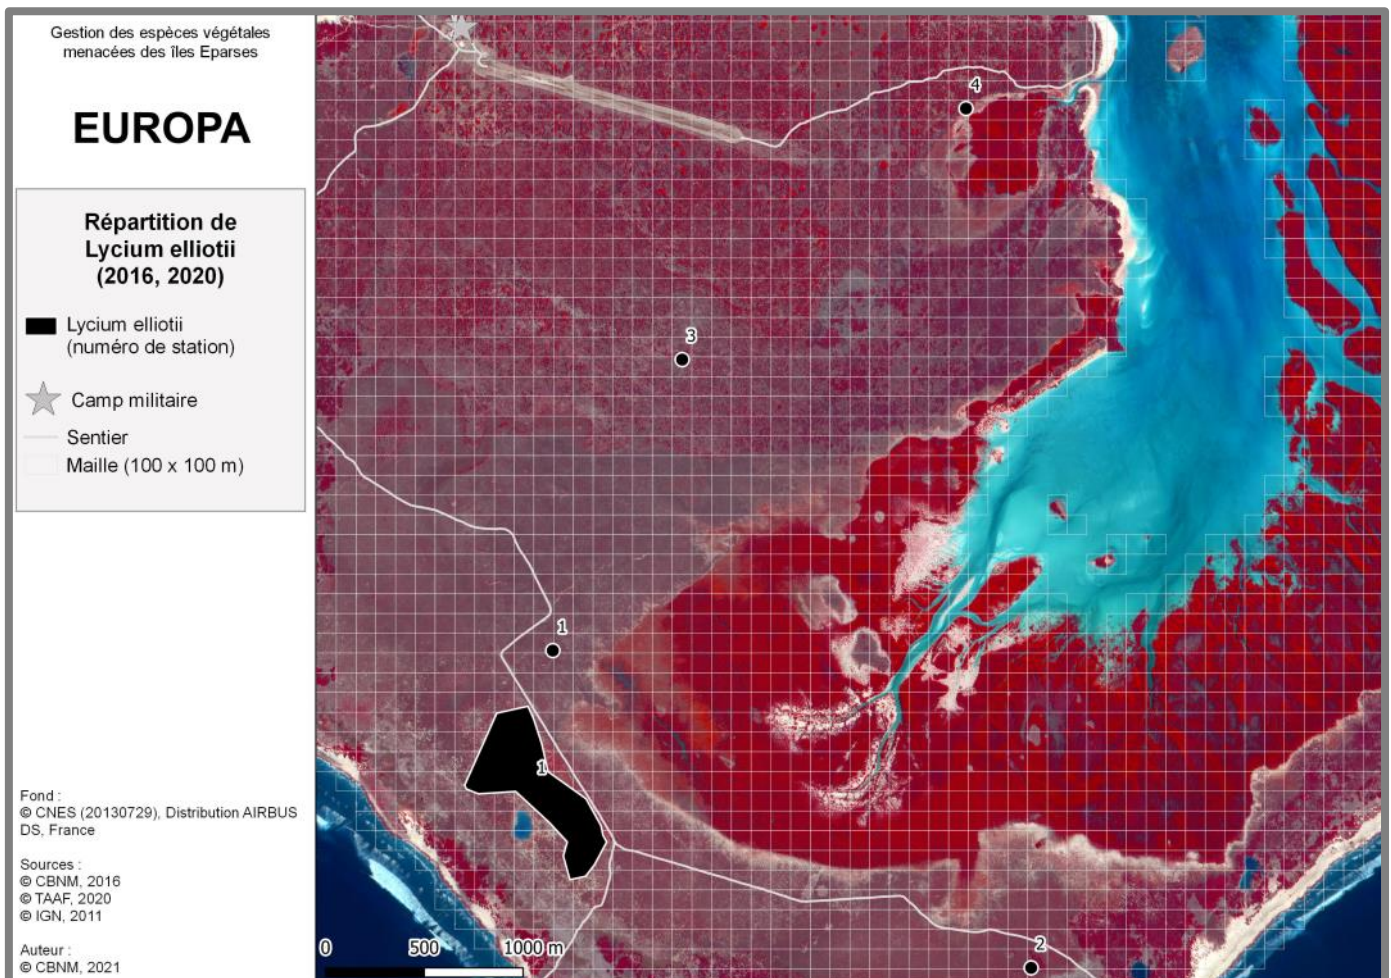 Gestion des espèces végétales
menacées des îles Eparses
EUROPA
Répartition de
Lycium elliotii
(2016, 2020)
Lycium elliotii
(numéro de station)
Camp militaire
Sentier
Maille (100 x 100 m)
Fond :
© CNES (20130729), Distribution AIRBUS
DS, France
Sources :
© CBNM, 2016
© TAAF, 2020
© IGN, 2011
Auteur :
© CBNM, 2021
4
3
1
1
2
0 500 1000 m